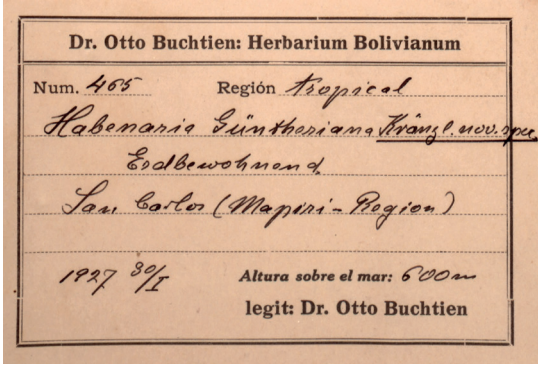 Dr. Otto Buchtien: Herbarium Bolivianum
Num. 465 Región tropical
Habenaria Güntheriana Kränzl. nov. spec.
Erdbewohnend.
San Carlos (Mapiri-Region)
1927 30/I Altura sobre el mar: 600m
legit: Dr. Otto Buchtien